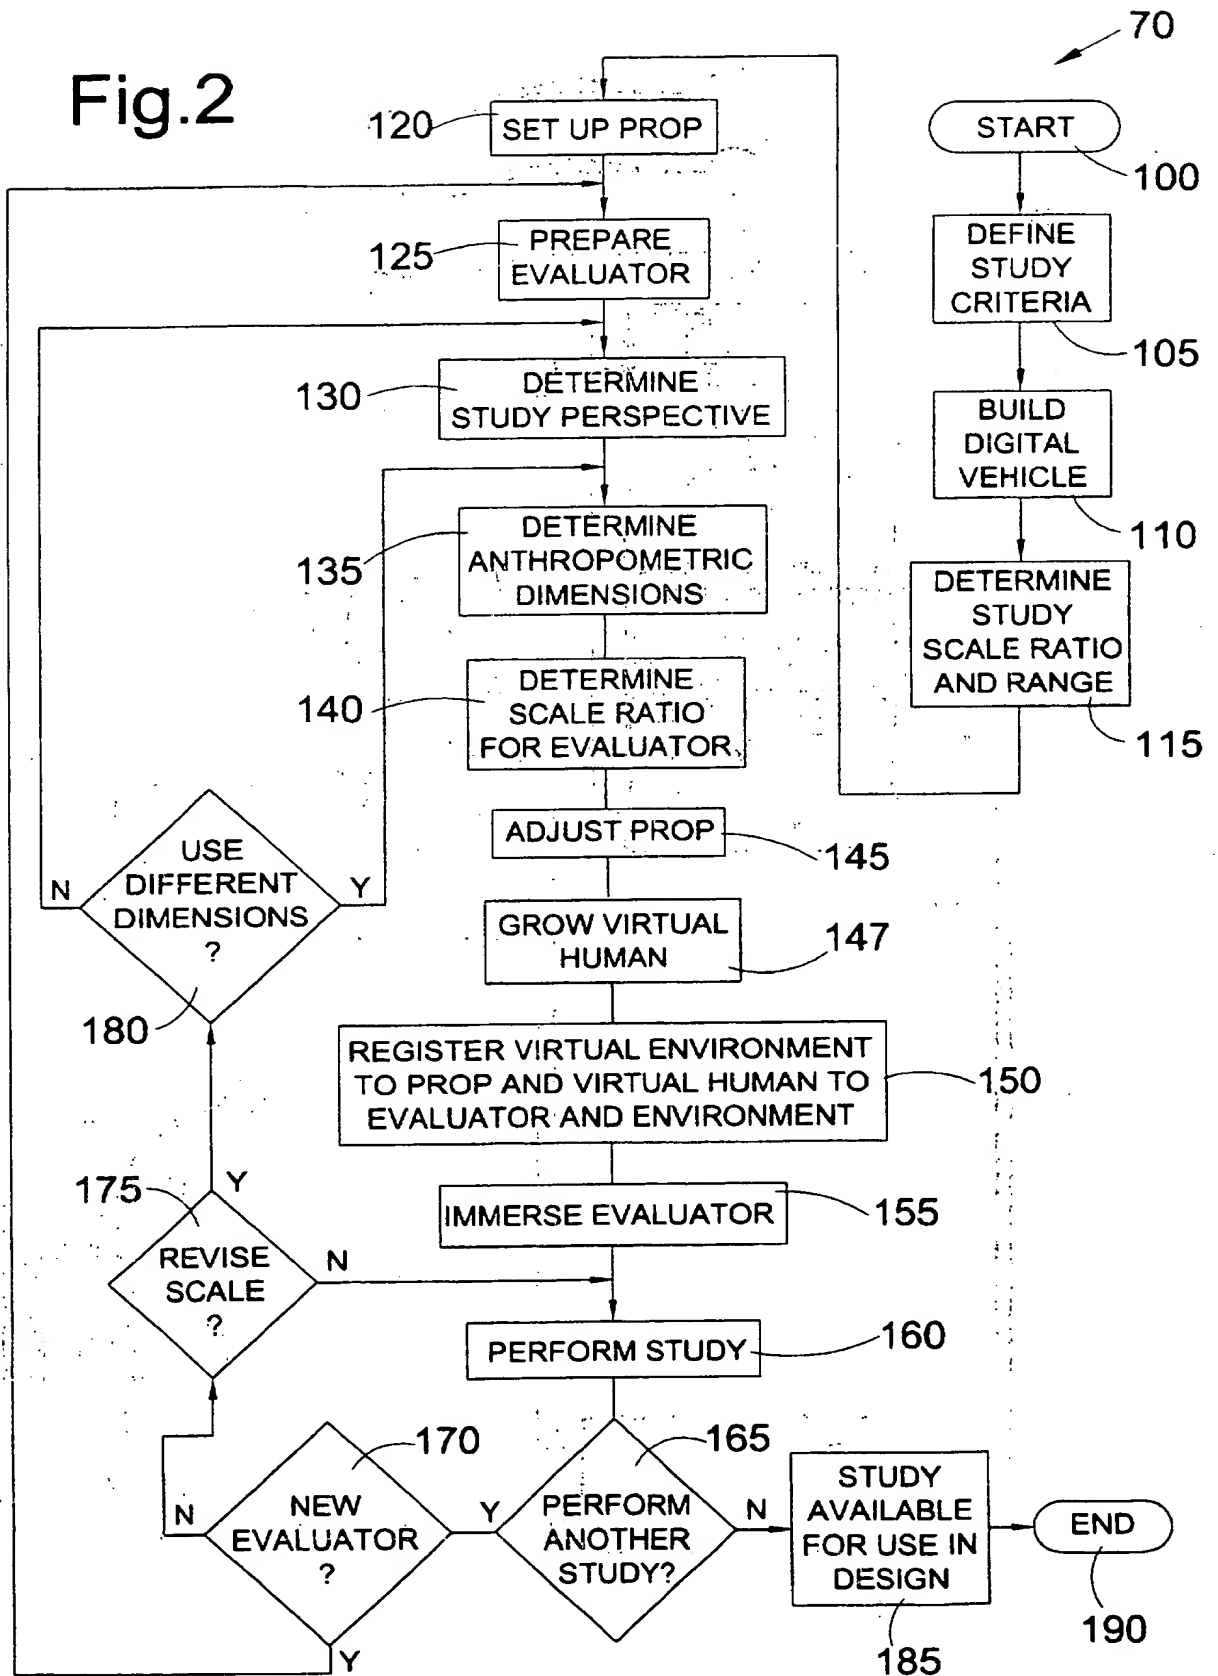 Fig.2
70
START
100
DEFINE
STUDY
CRITERIA
105
BUILD
DIGITAL
VEHICLE
110
DETERMINE
STUDY
SCALE RATIO
AND RANGE
115
120
SET UP PROP
125
PREPARE
EVALUATOR
130
DETERMINE
STUDY PERSPECTIVE
135
DETERMINE
ANTHROPOMETRIC
DIMENSIONS
140
DETERMINE
SCALE RATIO
FOR EVALUATOR
ADJUST PROP
145
GROW VIRTUAL
HUMAN
147
REGISTER VIRTUAL ENVIRONMENT
TO PROP AND VIRTUAL HUMAN TO
EVALUATOR AND ENVIRONMENT
150
IMMERSE EVALUATOR
155
PERFORM STUDY
160
165
PERFORM
ANOTHER
STUDY?
Y
N
170
NEW
EVALUATOR
?
N
Y
175
REVISE
SCALE
?
Y
N
USE
DIFFERENT
DIMENSIONS
?
N
Y
180
STUDY
AVAILABLE
FOR USE IN
DESIGN
185
END
190